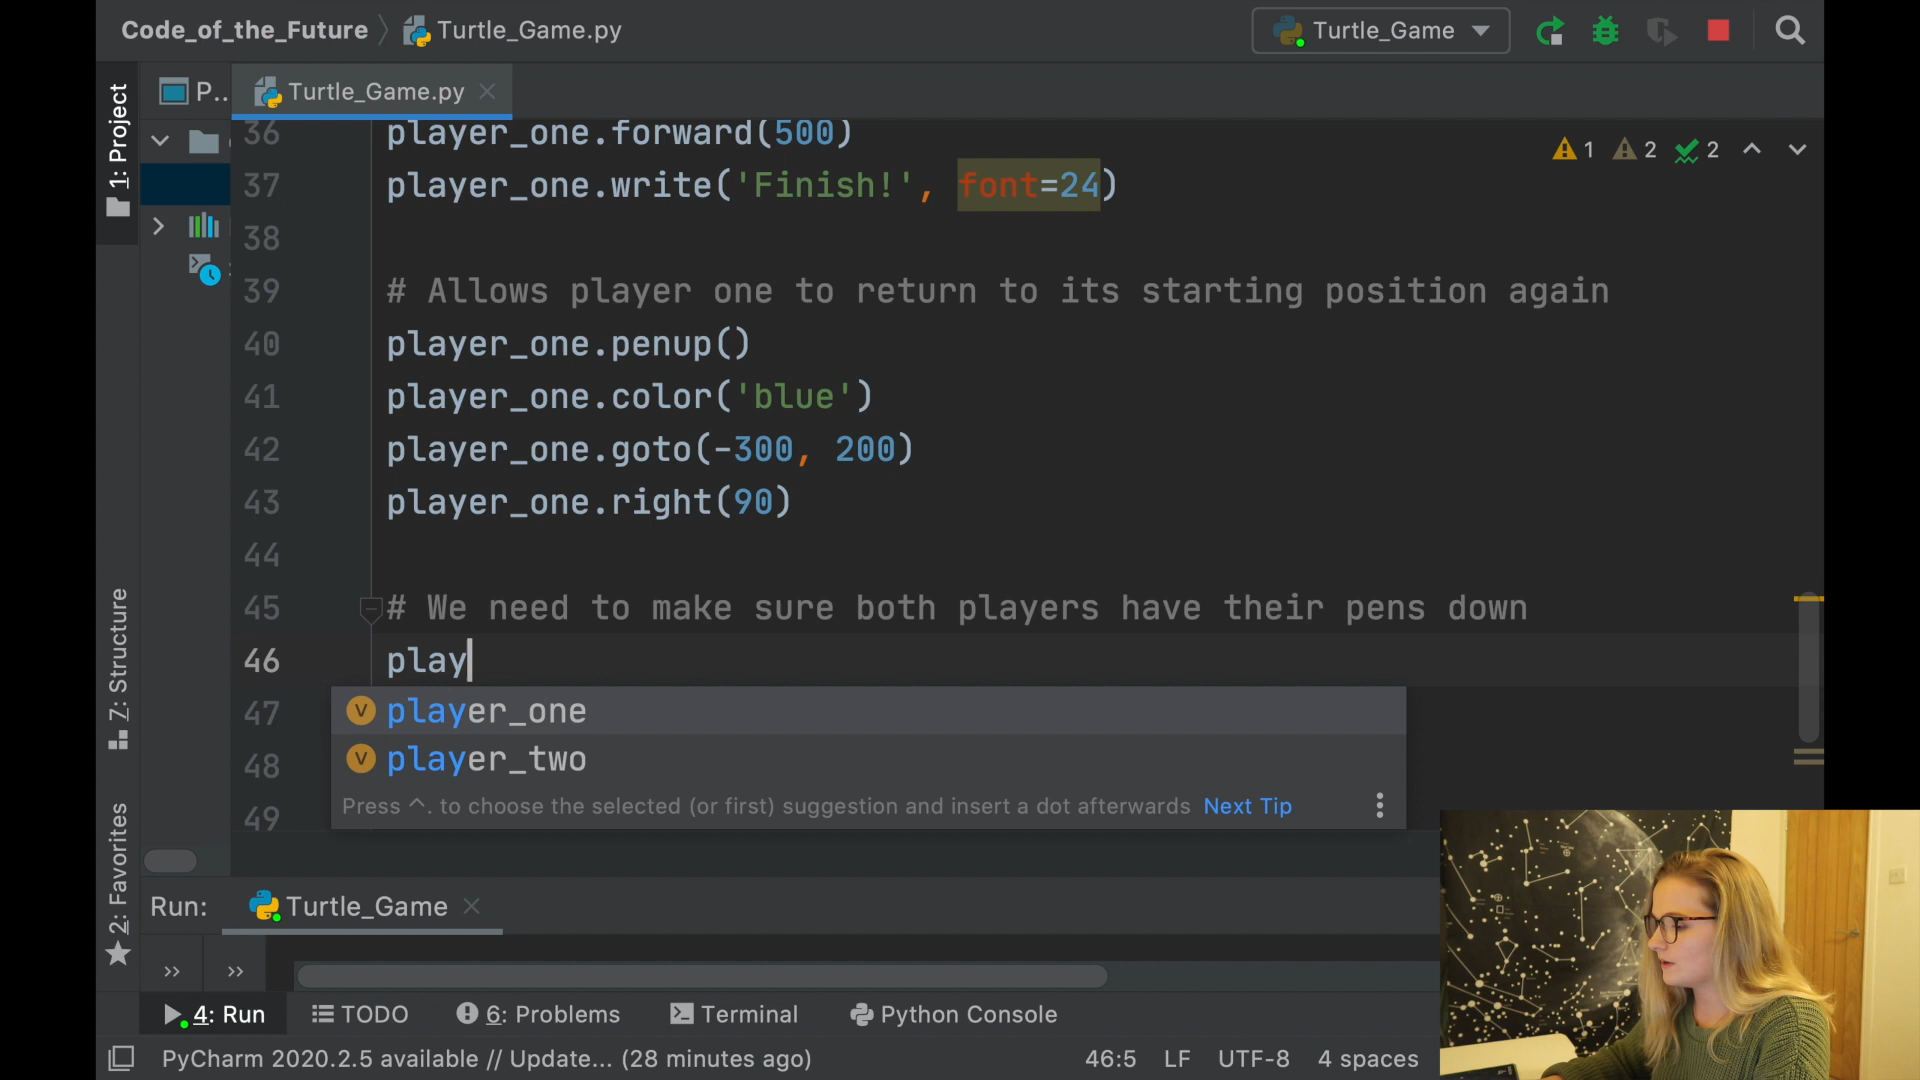 Code_of_the_Future
Turtle_Game.py
Turtle_Game
P..
Turtle_Game.py
1: Project
7: Structure
2: Favorites
1
2
2
36 player_one.forward(500)
37 player_one.write('Finish!', font=24)
38
39 # Allows player one to return to its starting position again
40 player_one.penup()
41 player_one.color('blue')
42 player_one.goto(-300, 200)
43 player_one.right(90)
44
45 # We need to make sure both players have their pens down
46 play
47
48
49
V player_one
V player_two
Press ^. to choose the selected (or first) suggestion and insert a dot afterwards Next Tip
Run: Turtle_Game
4: Run
TODO
6: Problems
Terminal
Python Console
PyCharm 2020.2.5 available // Update... (28 minutes ago)
46:5 LF UTF-8 4 spaces